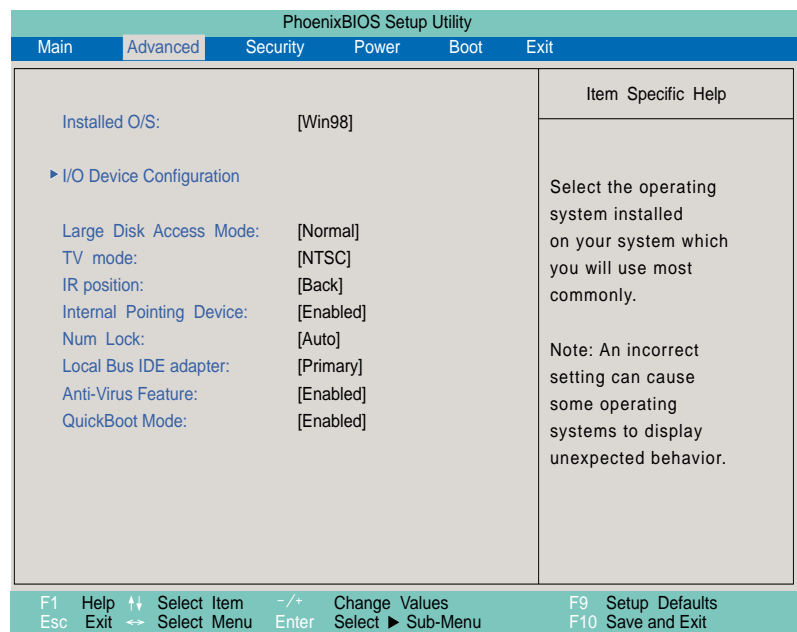 PhoenixBIOS Setup Utility
Main Advanced Security Power Boot Exit
Installed O/S: [Win98]
I/O Device Configuration
Large Disk Access Mode: [Normal]
TV mode: [NTSC]
IR position: [Back]
Internal Pointing Device: [Enabled]
Num Lock: [Auto]
Local Bus IDE adapter: [Primary]
Anti-Virus Feature: [Enabled]
QuickBoot Mode: [Enabled]
Item Specific Help
Select the operating
system installed
on your system which
you will use most
commonly.
Note: An incorrect
setting can cause
some operating
systems to display
unexpected behavior.
F1 Help ↑↓ Select Item -/+ Change Values F9 Setup Defaults
Esc Exit ↔ Select Menu Enter Select ▶ Sub-Menu F10 Save and Exit